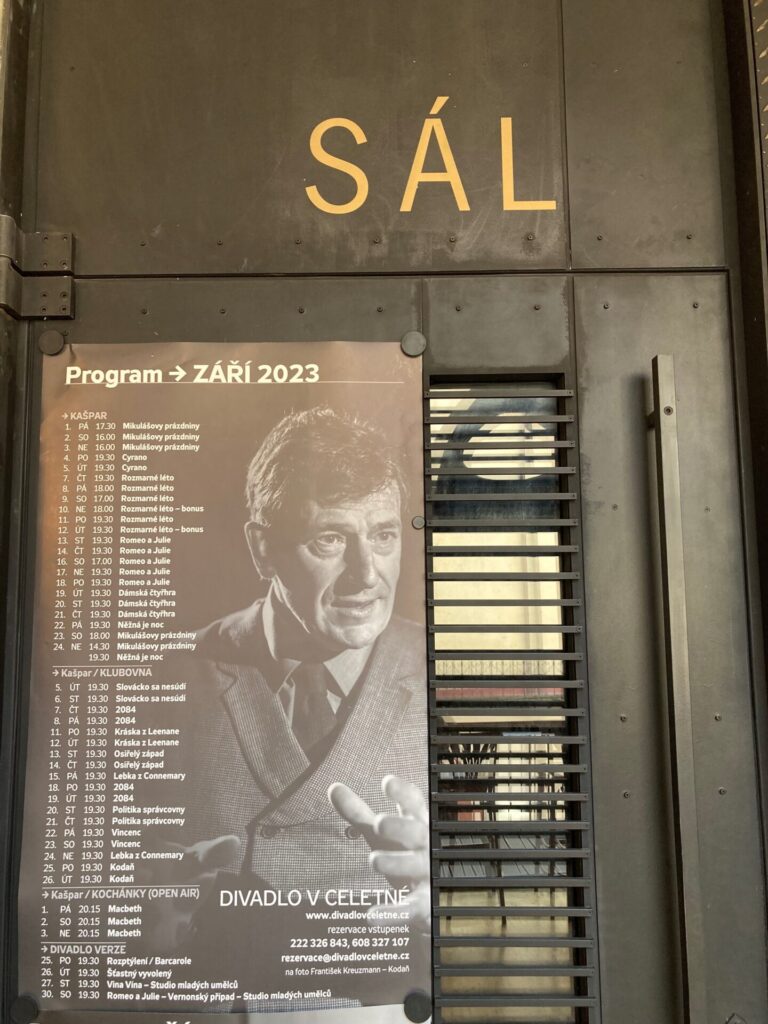 SÁL
Program → ZÁŘÍ 2023
→ KAŠPAR
1. PÁ 17.30 Mikulášovy prázdniny
2. SO 16.00 Mikulášovy prázdniny
3. NE 16.00 Mikulášovy prázdniny
4. PO 19.30 Cyrano
5. ÚT 19.30 Cyrano
7. ČT 19.30 Rozmarné léto
8. PÁ 18.00 Rozmarné léto
9. SO 17.00 Rozmarné léto
10. NE 18.00 Rozmarné léto – bonus
11. PO 19.30 Rozmarné léto
12. ÚT 19.30 Rozmarné léto – bonus
13. ST 19.30 Romeo a Julie
14. ČT 19.30 Romeo a Julie
16. SO 17.00 Romeo a Julie
17. NE 19.30 Romeo a Julie
18. PO 19.30 Romeo a Julie
19. ÚT 19.30 Dámská čtyřhra
20. ST 19.30 Dámská čtyřhra
21. ČT 19.30 Dámská čtyřhra
22. PÁ 19.30 Něžná je noc
23. SO 18.00 Mikulášovy prázdniny
24. NE 14.30 Mikulášovy prázdniny
19.30 Něžná je noc
→ Kašpar / KLUBOVNA
5. ÚT 19.30 Slovácko sa nesúdí
6. ST 19.30 Slovácko sa nesúdí
7. ČT 19.30 2084
8. PÁ 19.30 2084
11. PO 19.30 Kráska z Leenane
12. ÚT 19.30 Kráska z Leenane
13. ST 19.30 Osiřelý západ
14. ČT 19.30 Osiřelý západ
15. PÁ 19.30 Lebka z Connemary
18. PO 19.30 2084
19. ÚT 19.30 2084
20. ST 19.30 Politika správcovny
21. ČT 19.30 Politika správcovny
22. PÁ 19.30 Vincenc
23. SO 19.30 Vincenc
24. NE 19.30 Lebka z Connemary
25. PO 19.30 Kodaň
26. ÚT 19.30 Kodaň
→ Kašpar / KOCHÁNKY (OPEN AIR)
1. PÁ 20.15 Macbeth
2. SO 20.15 Macbeth
3. NE 20.15 Macbeth
→ DIVADLO VERZE
25. PO 19.30 Rozptýlení / Barcarole
26. ÚT 19.30 Šťastný vyvolený
27. ST 19.30 Vina Vína – Studio mladých umělců
30. SO 19.30 Romeo a Julie – Vernonský případ – Studio mladých umělců
DIVADLO V CELETNÉ
www.divadlovceletne.cz
rezervace vstupenek
222 326 843, 608 327 107
rezervace@divadlovceletne.cz
na foto František Kreuzmann – Kodaň